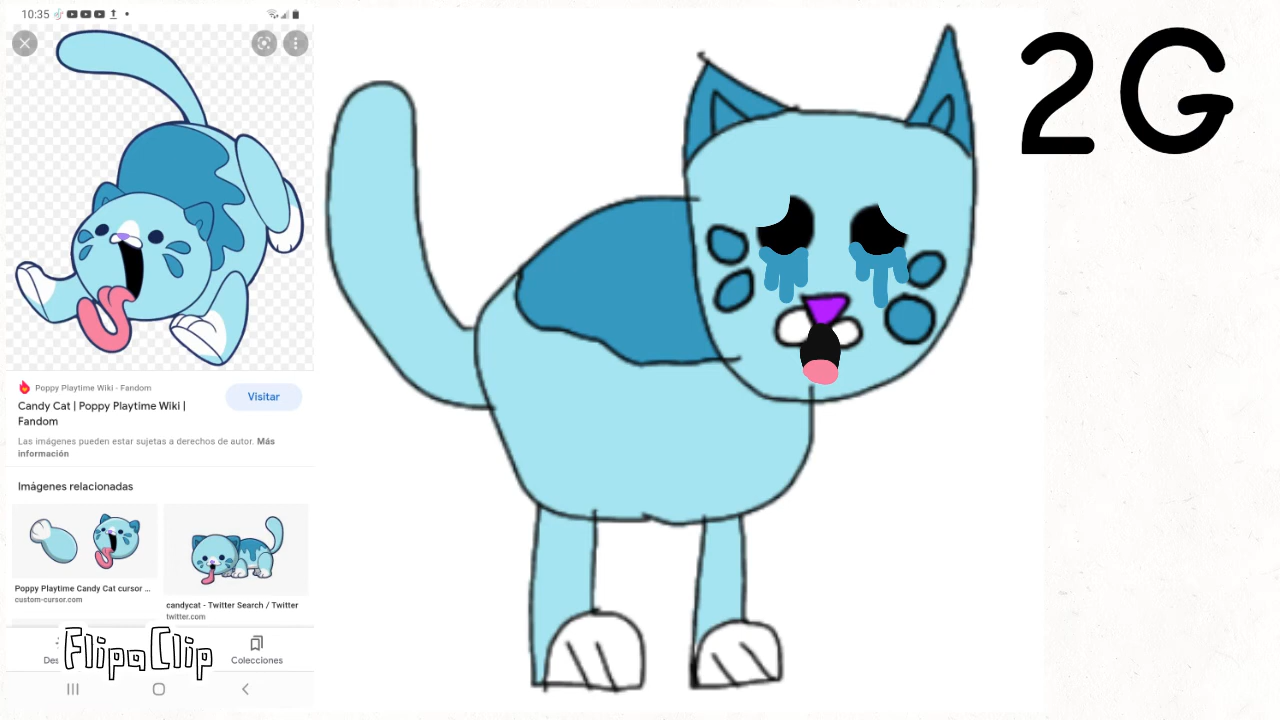 10:35
2G
Poppy Playtime Wiki - Fandom
Candy Cat | Poppy Playtime Wiki |
Fandom
Visitar
Las imágenes pueden estar sujetas a derechos de autor. Más
información
Imágenes relacionadas
Poppy Playtime Candy Cat cursor ...
custom-cursor.com
candycat - Twitter Search / Twitter
twitter.com
FlipaClip
Colecciones